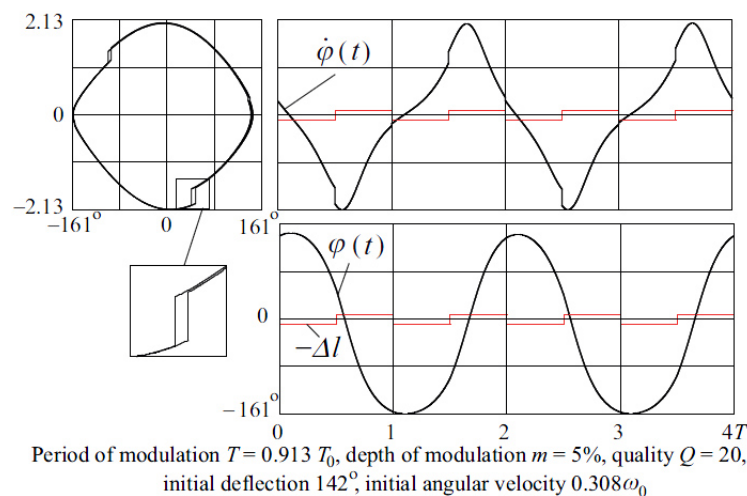 2.13
0
−2.13
−161° 0 161°
φ̇(t)
φ(t)
0
−Δl
−161°
0 1 2 3 4T
Period of modulation T = 0.913 T₀, depth of modulation m = 5%, quality Q = 20,
initial deflection 142°, initial angular velocity 0.308ω₀